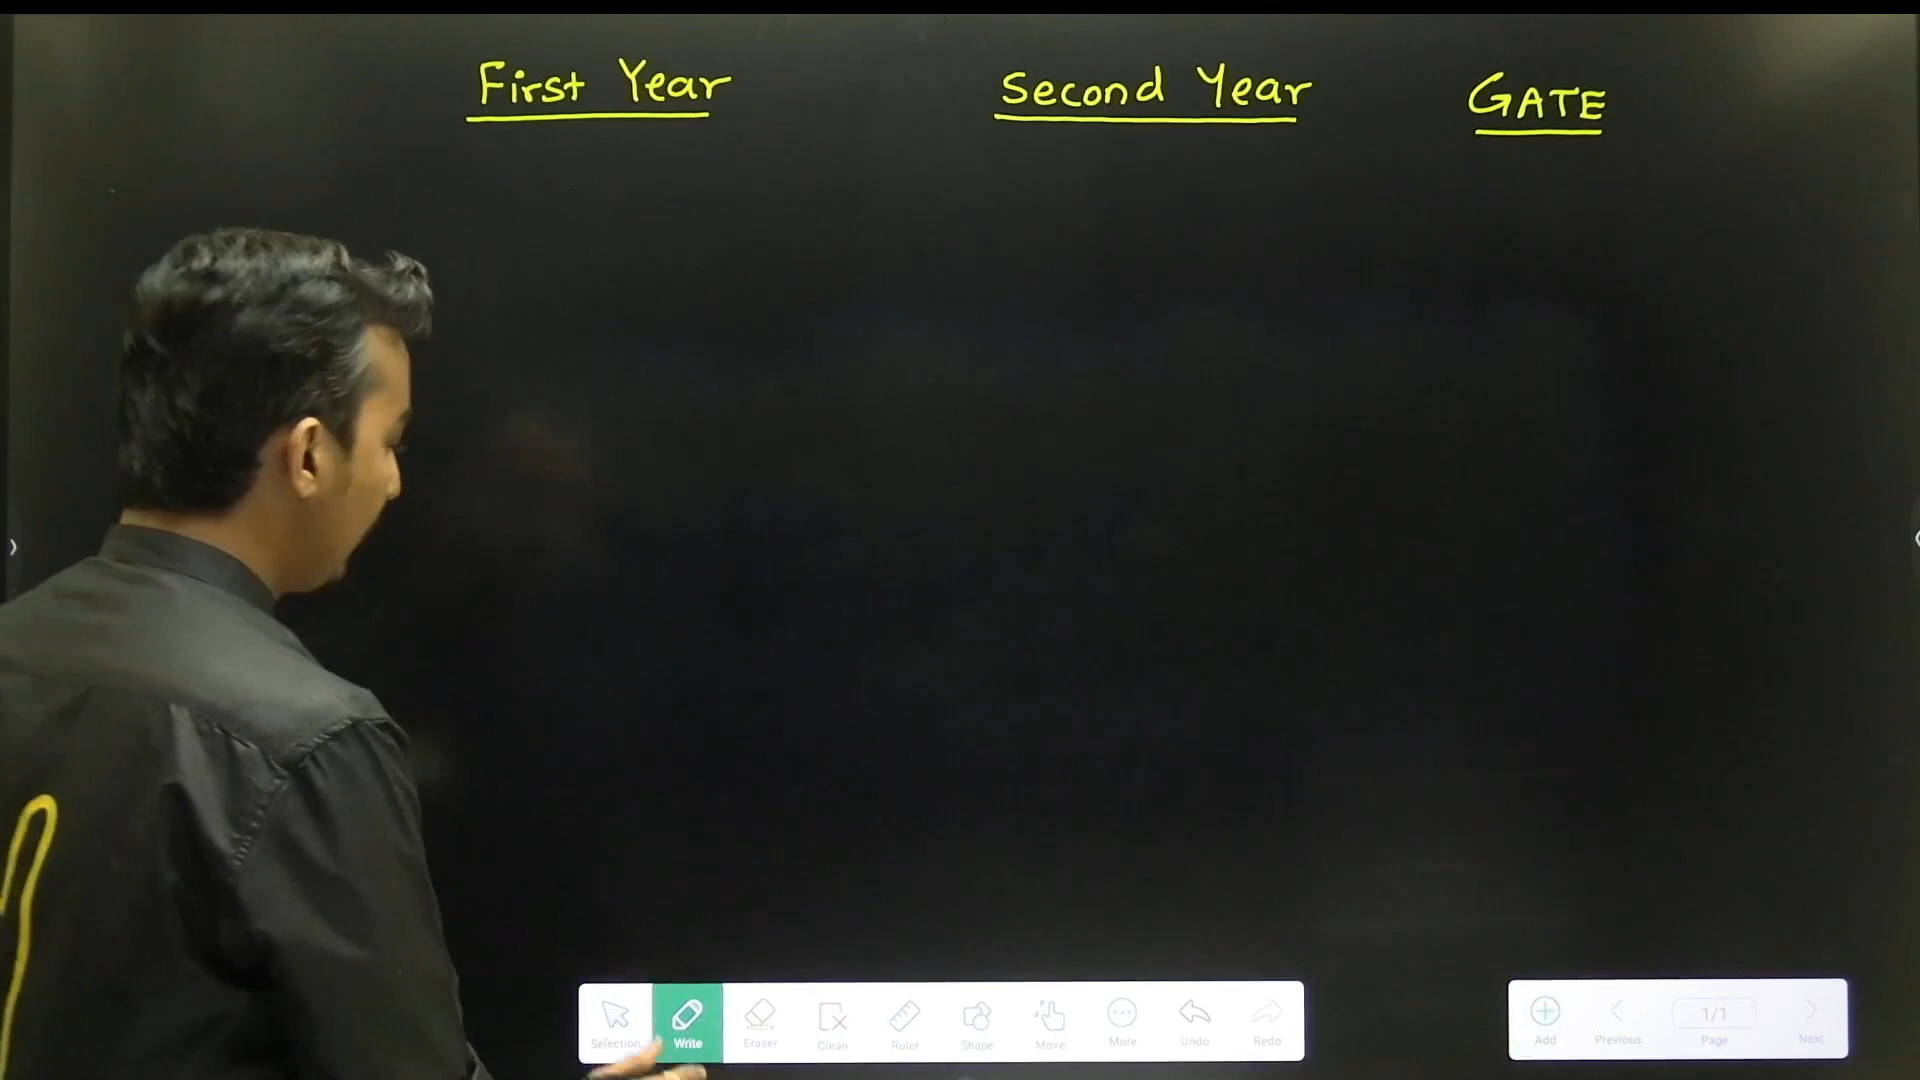 First Year Second Year GATE
Selection Write Eraser Clean Ruler Shape Move More Undo Redo Add Previous 1/1 Page Next